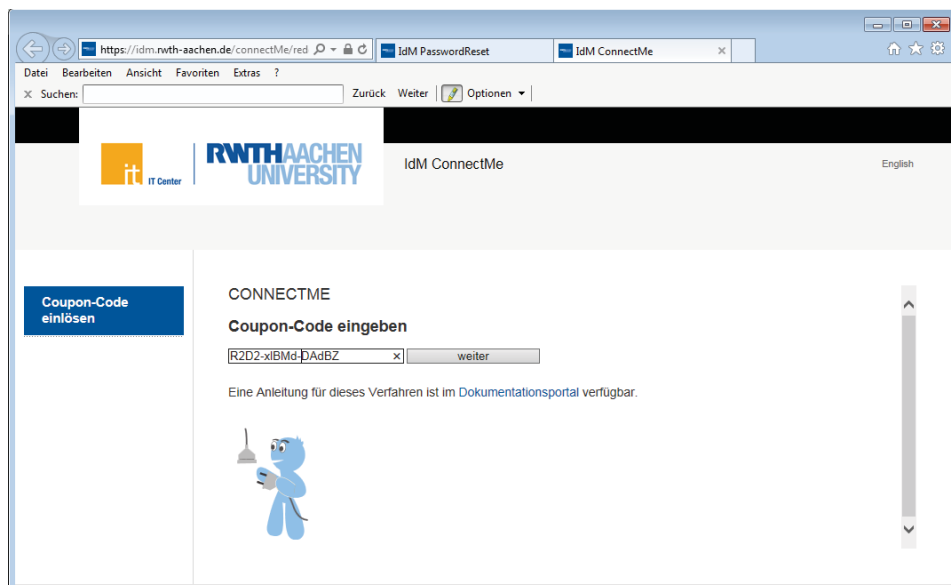 https://idm.rwth-aachen.de/connectMe/red
IdM PasswordReset
IdM ConnectMe
Datei Bearbeiten Ansicht Favoriten Extras ?
Suchen:
Zurück Weiter Optionen
it IT Center
RWTHAACHEN
UNIVERSITY
IdM ConnectMe
English
Coupon-Code
einlösen
CONNECTME
Coupon-Code eingeben
R2D2-xlBMd-DAdBZ
weiter
Eine Anleitung für dieses Verfahren ist im Dokumentationsportal verfügbar.